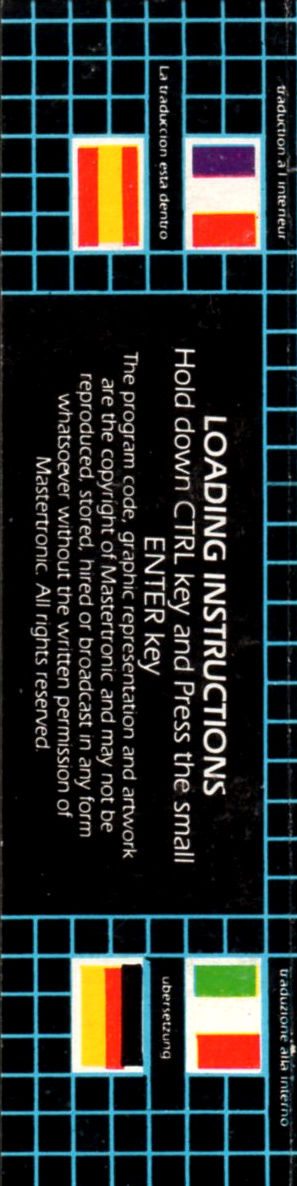 traduction a l interieur
La traduccion esta dentro
LOADING INSTRUCTIONS
Hold down CTRL key and Press the small
ENTER key
The program code, graphic representation and artwork
are the copyright of Mastertronic and may not be
reproduced, stored, hired or broadcast in any form
whatsoever without the written permission of
Mastertronic. All rights reserved.
traduzione alla interno
ubersetzung